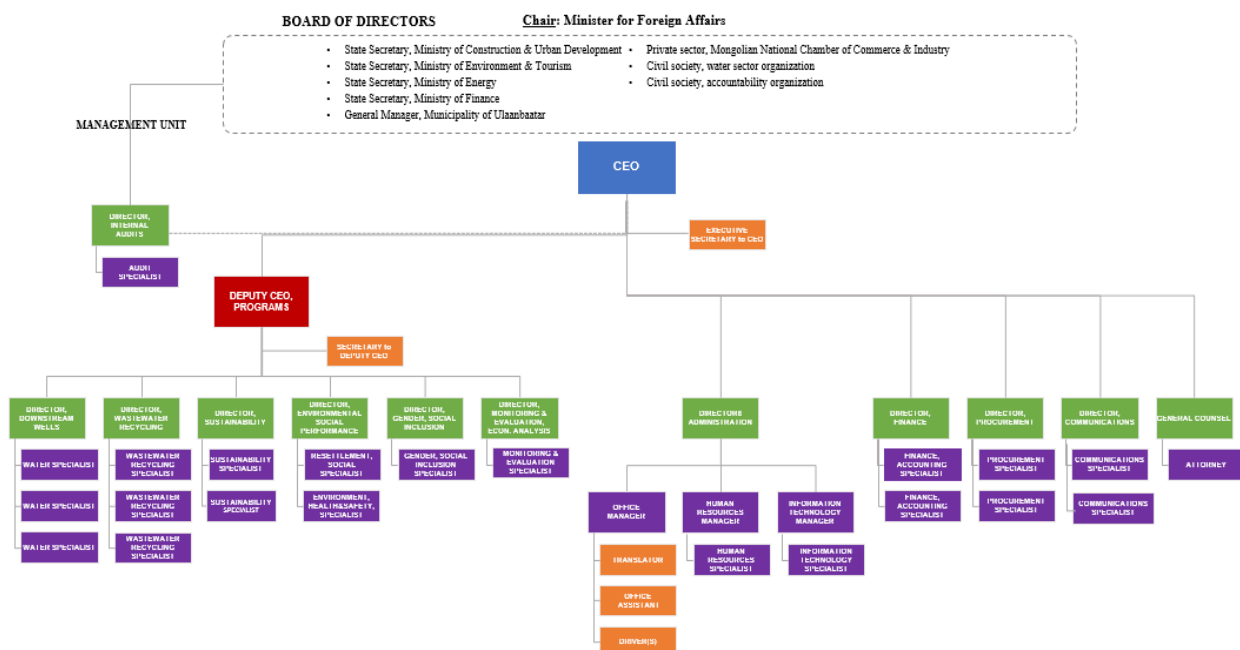 BOARD OF DIRECTORS
Chair: Minister for Foreign Affairs
• State Secretary, Ministry of Construction & Urban Development
• State Secretary, Ministry of Environment & Tourism
• State Secretary, Ministry of Energy
• State Secretary, Ministry of Finance
• General Manager, Municipality of Ulaanbaatar
• Private sector, Mongolian National Chamber of Commerce & Industry
• Civil society, water sector organization
• Civil society, accountability organization
MANAGEMENT UNIT
CEO
DIRECTOR,
INTERNAL
AUDITS
EXECUTIVE
SECRETARY to CEO
AUDIT
SPECIALIST
DEPUTY CEO,
PROGRAMS
SECRETARY to
DEPUTY CEO
DIRECTOR,
DOWNSTREAM
WELLS
DIRECTOR,
WASTEWATER
RECYCLING
DIRECTOR,
SUSTAINABILITY
DIRECTOR,
ENVIRONMENTAL
SOCIAL
PERFORMANCE
DIRECTOR,
GENDER, SOCIAL
INCLUSION
DIRECTOR,
MONITORING &
EVALUATION,
ECON. ANALYSIS
DIRECTOR
ADMINISTRATION
DIRECTOR,
FINANCE
DIRECTOR,
PROCUREMENT
DIRECTOR,
COMMUNICATIONS
GENERAL COUNSEL
WATER SPECIALIST
WATER SPECIALIST
WATER SPECIALIST
WASTEWATER
RECYCLING
SPECIALIST
WASTEWATER
RECYCLING
SPECIALIST
WASTEWATER
RECYCLING
SPECIALIST
SUSTAINABILITY
SPECIALIST
SUSTAINABILITY
SPECIALIST
RESETTLEMENT,
SOCIAL
SPECIALIST
ENVIRONMENT,
HEALTH&SAFETY,
SPECIALIST
GENDER, SOCIAL
INCLUSION
SPECIALIST
MONITORING &
EVALUATION
SPECIALIST
OFFICE
MANAGER
TRANSLATOR
OFFICE
ASSISTANT
DRIVER(S)
HUMAN
RESOURCES
MANAGER
HUMAN
RESOURCES
SPECIALIST
INFORMATION
TECHNOLOGY
MANAGER
INFORMATION
TECHNOLOGY
SPECIALIST
FINANCE,
ACCOUNTING
SPECIALIST
FINANCE,
ACCOUNTING
SPECIALIST
PROCUREMENT
SPECIALIST
PROCUREMENT
SPECIALIST
COMMUNICATIONS
SPECIALIST
COMMUNICATIONS
SPECIALIST
ATTORNEY